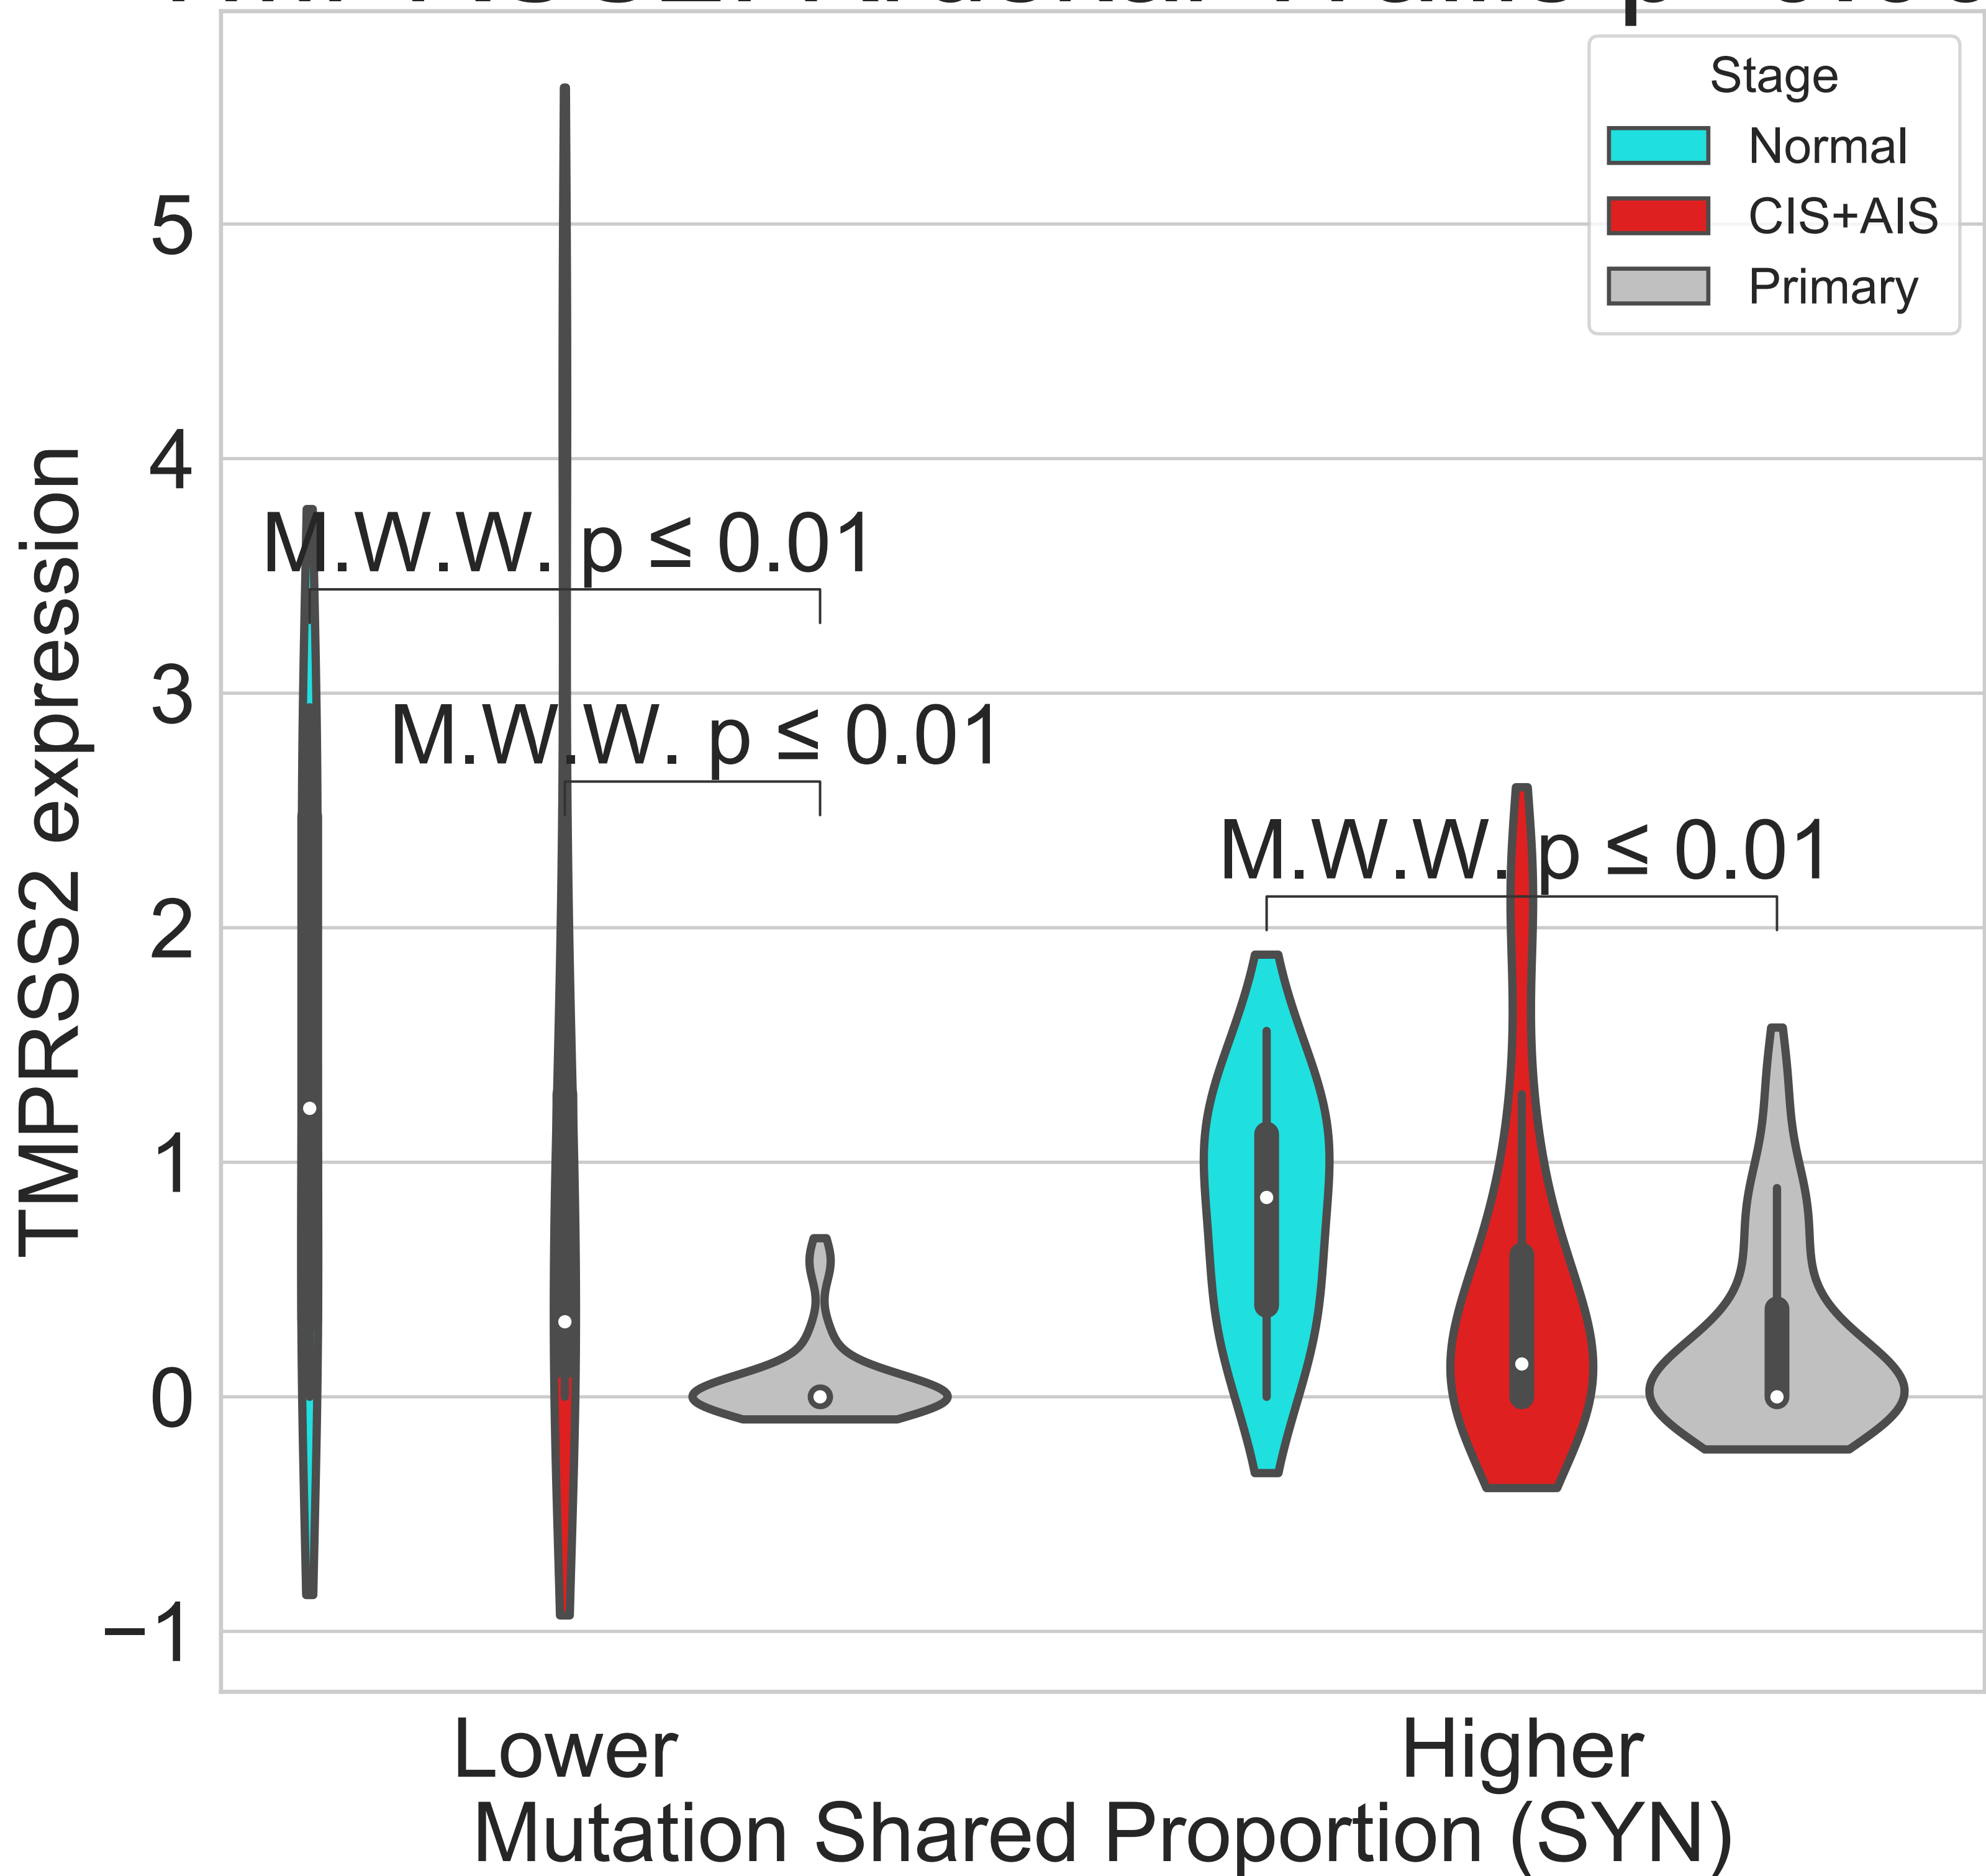 Stage
Normal
CIS+AIS
Primary
5
4
3
2
1
0
−1
TMPRSS2 expression
M.W.W. p ≤ 0.01
M.W.W. p ≤ 0.01
M.W.W. p ≤ 0.01
Lower
Higher
Mutation Shared Proportion (SYN)